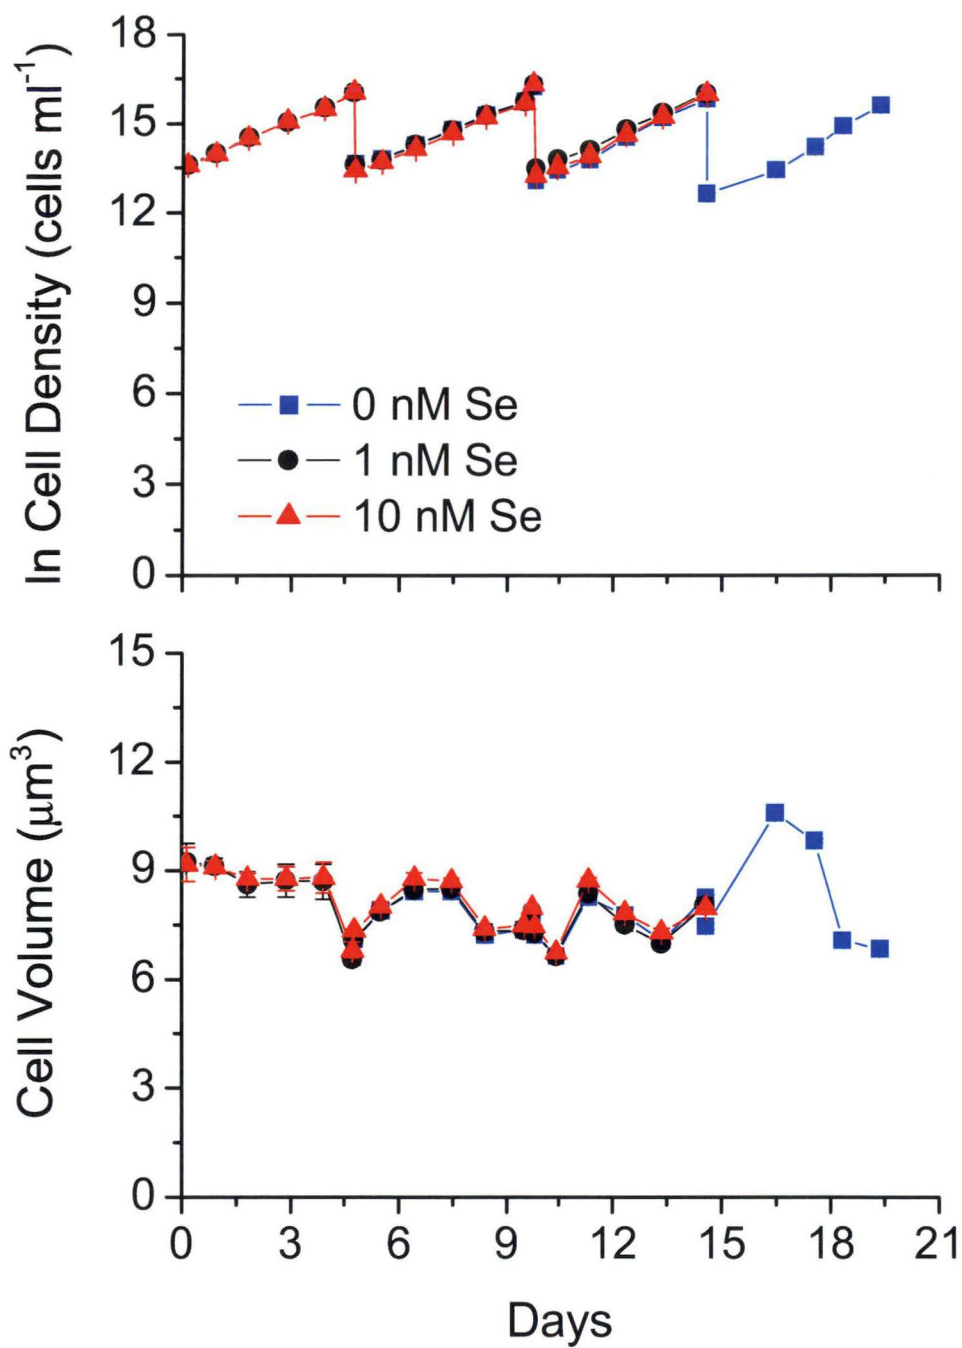 ln Cell Density (cells ml⁻¹)
18
15
12
9
6
3
0
0 nM Se
1 nM Se
10 nM Se
Cell Volume (μm³)
15
12
9
6
3
0
0 3 6 9 12 15 18 21
Days